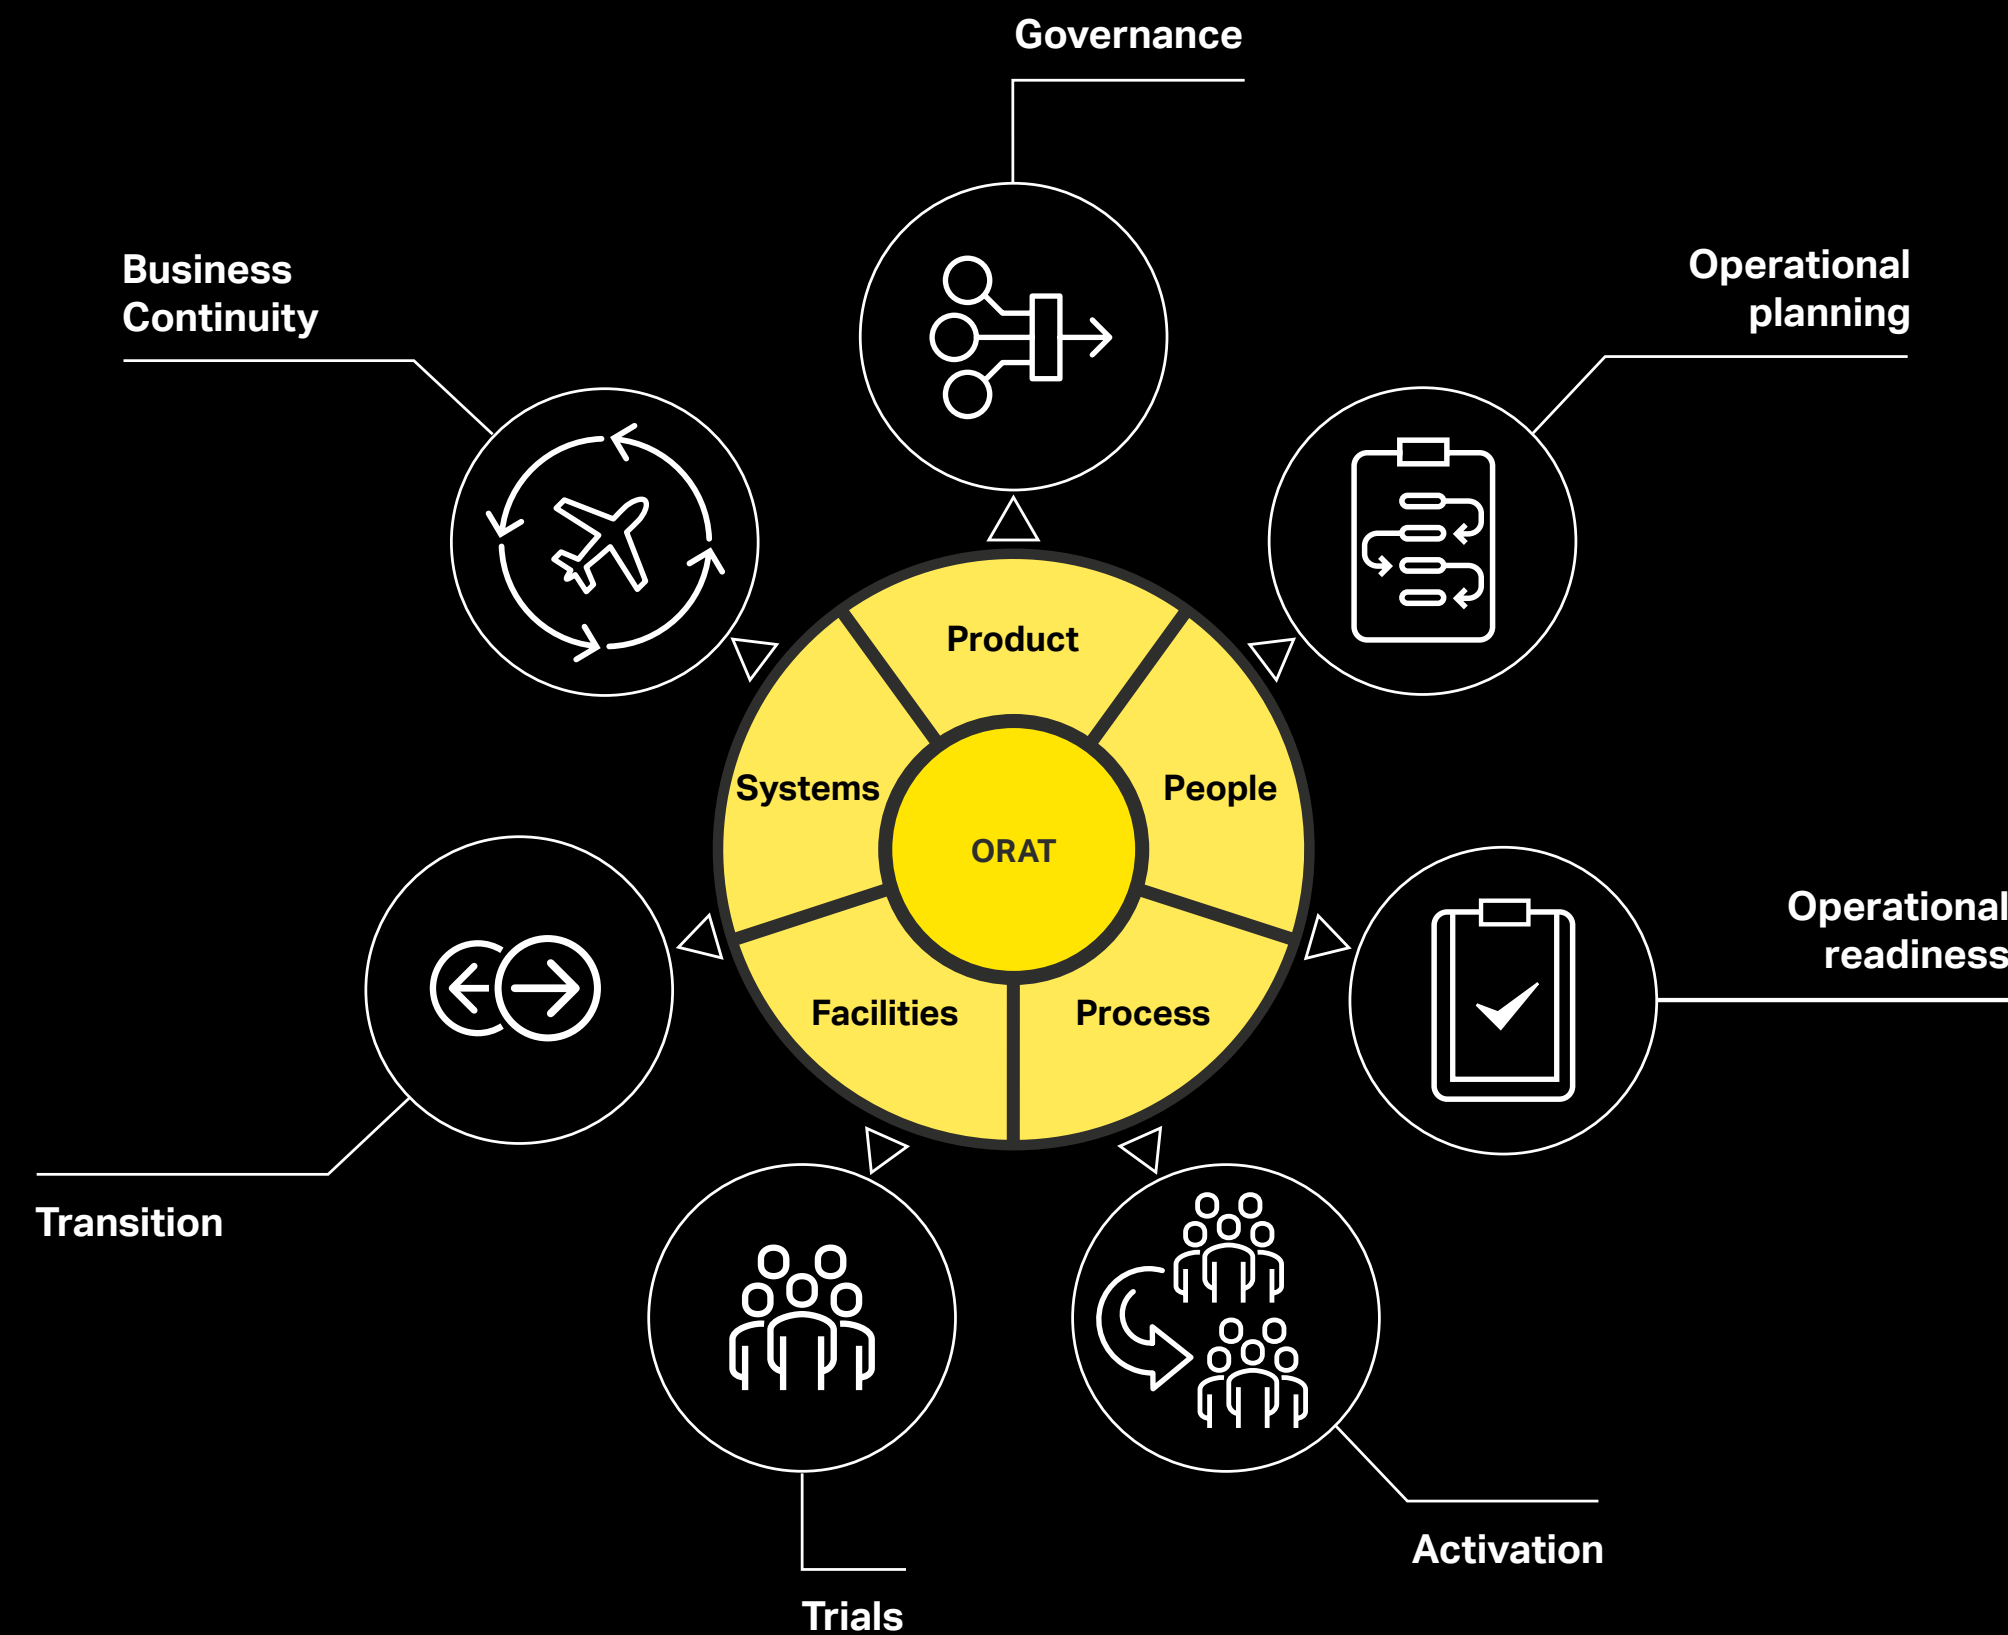 Governance
Business
Continuity
Operational
planning
Product
Systems
People
ORAT
Operational
readiness
Facilities
Process
Transition
Activation
Trials